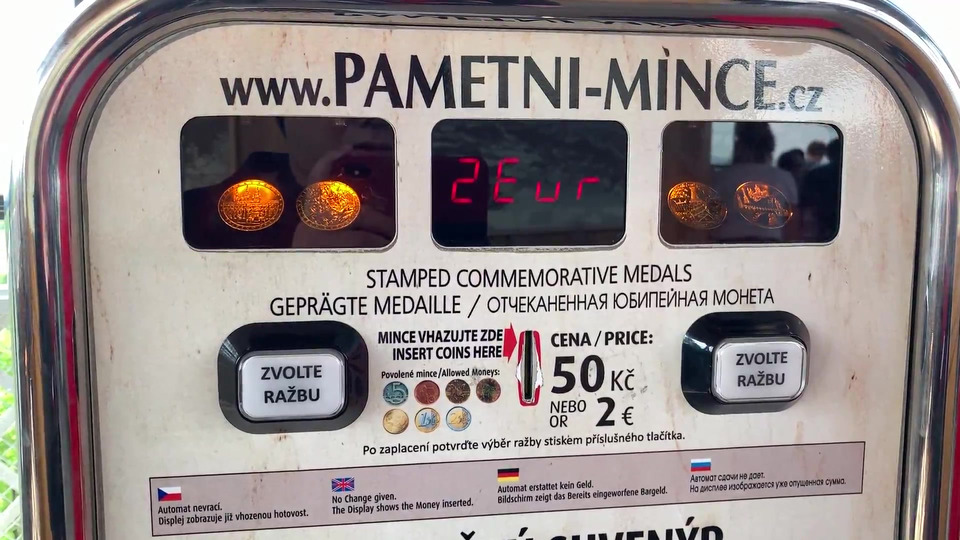 www.PAMETNI-MINCE.cz
2Eur
STAMPED COMMEMORATIVE MEDALS
GEPRÄGTE MEDAILLE / ОТЧЕКАНЕННАЯ ЮБИПЕЙНАЯ МОНЕТА
ZVOLTE
RAŽBU
MINCE VHAZUJTE ZDE
INSERT COINS HERE
Povolené mince/Allowed Moneys:
CENA / PRICE:
50 Kč
NEBO
OR 2 €
ZVOLTE
RAŽBU
Po zaplacení potvrďte výběr ražby stiskem příslušného tlačítka.
Automat nevrací.
Displej zobrazuje již vhozenou hotovost.
No Change given.
The Display shows the Money inserted.
Automat erstattet kein Geld.
Bildschirm zeigt das Bereits eingeworfene Bargeld.
Автомат сдачи не дает.
На дисплее изображается уже опущенная сумма.